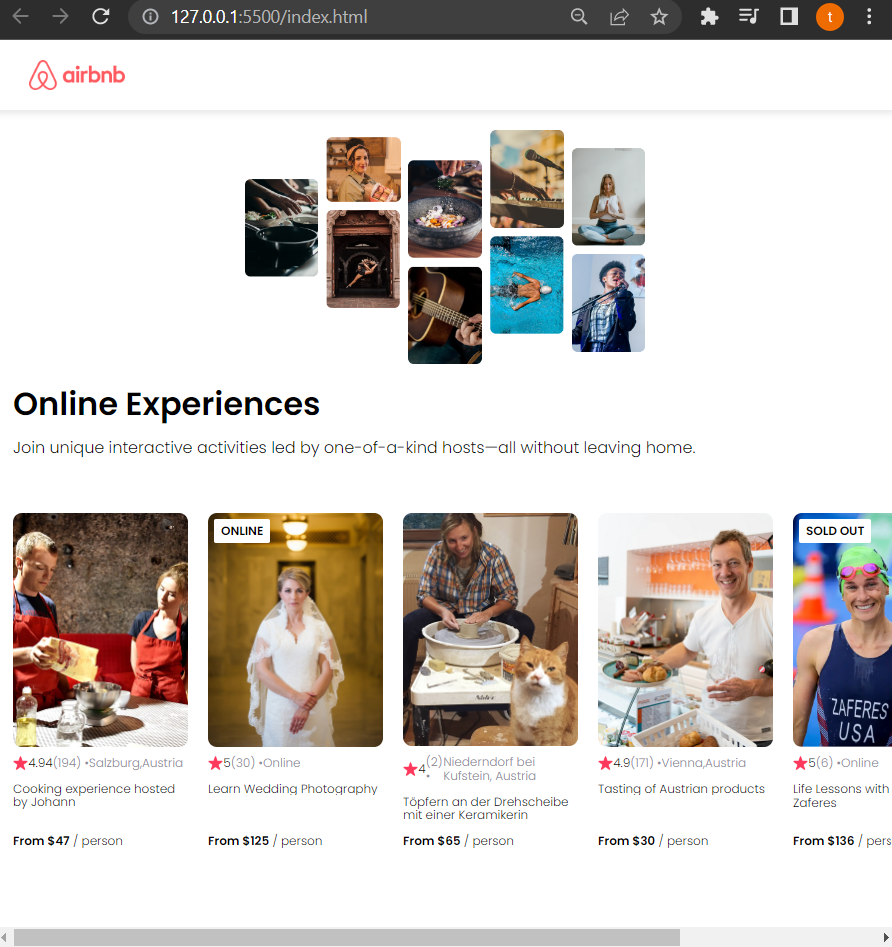 127.0.0.1:5500/index.html
t
airbnb
Online Experiences
Join unique interactive activities led by one-of-a-kind hosts—all without leaving home.
ONLINE
SOLD OUT
ZAFERES
USA
4.94(194) •Salzburg,Austria
Cooking experience hosted
by Johann
From $47 / person
5(30) •Online
Learn Wedding Photography
From $125 / person
4.(2) •Niederndorf bei
Kufstein, Austria
Töpfern an der Drehscheibe
mit einer Keramikerin
From $65 / person
4.9(171) •Vienna,Austria
Tasting of Austrian products
From $30 / person
5(6) •Online
Life Lessons with
Zaferes
From $136 / pers